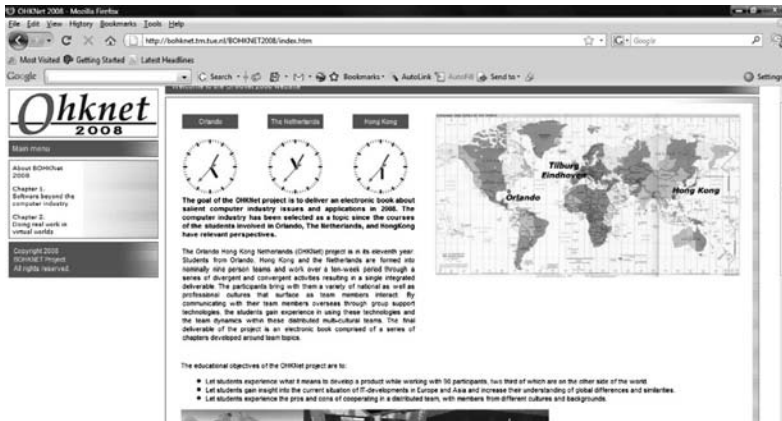 OHKNet 2008 - Mozilla Firefox
File Edit View History Bookmarks Tools Help
http://bohknet.tm.tue.nl/BOHKNET2008/index.htm
Google
Most Visited Getting Started Latest Headlines
Google
Search
Bookmarks
AutoLink
AutoFill
Send to
Settings
Ohknet
2008
Main menu
About BOHKNet
2008
Chapter 1.
Software beyond the
computer industry
Chapter 2.
Doing real work in
virtual worlds
Copyright 2008
BOHKNET Project
All rights reserved.
Orlando The Netherlands Hong Kong
The goal of the OHKNet project is to deliver an electronic book about
salient computer industry issues and applications in 2008. The
computer industry has been selected as a topic since the courses
of the students involved in Orlando, The Netherlands, and HongKong
have relevant perspectives.
The Orlando Hong Kong Netherlands (OHKNet) project is in its eleventh year.
Students from Orlando, Hong Kong and the Netherlands are formed into
nominally nine person teams and work over a ten-week period through a
series of divergent and convergent activities resulting in a single integrated
deliverable. The participants bring with them a variety of national as well as
professional cultures that surface as team members interact. By
communicating with their team members overseas through group support
technologies, the students gain experience in using these technologies and
the team dynamics within these distributed multi-cultural teams. The final
deliverable of the project is an electronic book comprised of a series of
chapters developed around team topics.
Tilburg
Eindhoven
Orlando
Hong Kong
The educational objectives of the OHKNet project are to:
Let students experience what it means to develop a product while working with 56 participants, two third of which are on the other side of the world.
Let students gain insight into the current situation of IT-developments in Europe and Asia and increase their understanding of global differences and similarities.
Let students experience the pros and cons of cooperating in a distributed team, with members from different cultures and backgrounds.